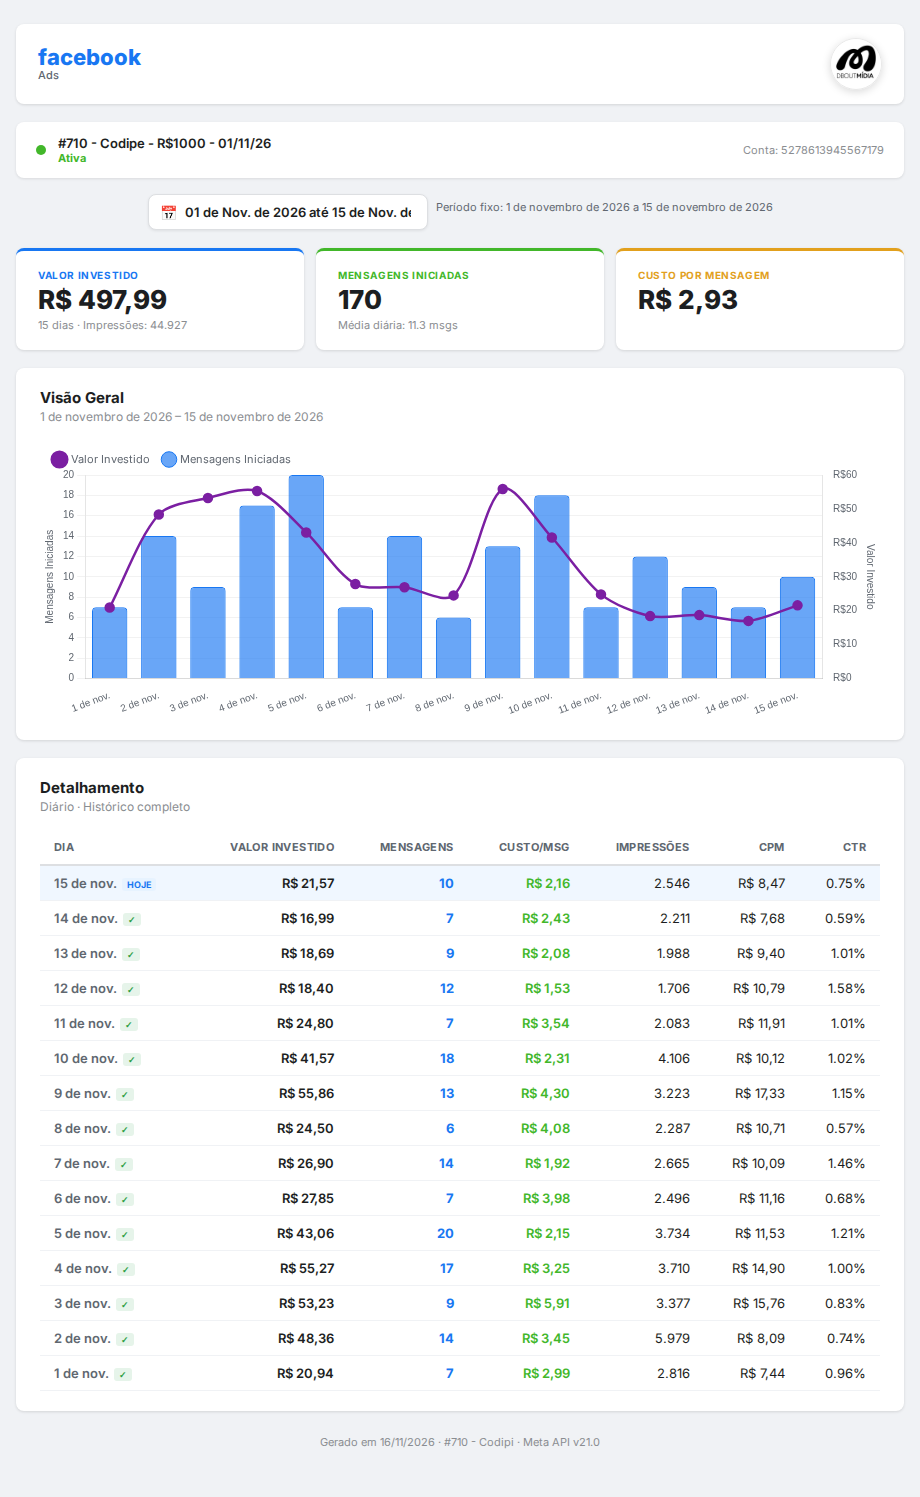 facebook
Ads
DBOUTMÍDIA
#710 - Codipe - R$1000 - 01/11/26
Ativa
Conta: 5278613945567179
01 de Nov. de 2026 até 15 de Nov. de
Período fixo: 1 de novembro de 2026 a 15 de novembro de 2026
VALOR INVESTIDO
R$ 497,99
15 dias · Impressões: 44.927
MENSAGENS INICIADAS
170
Média diária: 11.3 msgs
CUSTO POR MENSAGEM
R$ 2,93
Visão Geral
1 de novembro de 2026 – 15 de novembro de 2026
Valor Investido Mensagens Iniciadas
Mensagens Iniciadas
20
18
16
14
12
10
8
6
4
2
0
R$60
R$50
R$40
R$30
R$20
R$10
R$0
Valor Investido
1 de nov. 2 de nov. 3 de nov. 4 de nov. 5 de nov. 6 de nov. 7 de nov. 8 de nov. 9 de nov. 10 de nov. 11 de nov. 12 de nov. 13 de nov. 14 de nov. 15 de nov.
Detalhamento
Diário · Histórico completo
DIA VALOR INVESTIDO MENSAGENS CUSTO/MSG IMPRESSÕES CPM CTR
15 de nov. HOJE R$ 21,57 10 R$ 2,16 2.546 R$ 8,47 0.75%
14 de nov. ✓ R$ 16,99 7 R$ 2,43 2.211 R$ 7,68 0.59%
13 de nov. ✓ R$ 18,69 9 R$ 2,08 1.988 R$ 9,40 1.01%
12 de nov. ✓ R$ 18,40 12 R$ 1,53 1.706 R$ 10,79 1.58%
11 de nov. ✓ R$ 24,80 7 R$ 3,54 2.083 R$ 11,91 1.01%
10 de nov. ✓ R$ 41,57 18 R$ 2,31 4.106 R$ 10,12 1.02%
9 de nov. ✓ R$ 55,86 13 R$ 4,30 3.223 R$ 17,33 1.15%
8 de nov. ✓ R$ 24,50 6 R$ 4,08 2.287 R$ 10,71 0.57%
7 de nov. ✓ R$ 26,90 14 R$ 1,92 2.665 R$ 10,09 1.46%
6 de nov. ✓ R$ 27,85 7 R$ 3,98 2.496 R$ 11,16 0.68%
5 de nov. ✓ R$ 43,06 20 R$ 2,15 3.734 R$ 11,53 1.21%
4 de nov. ✓ R$ 55,27 17 R$ 3,25 3.710 R$ 14,90 1.00%
3 de nov. ✓ R$ 53,23 9 R$ 5,91 3.377 R$ 15,76 0.83%
2 de nov. ✓ R$ 48,36 14 R$ 3,45 5.979 R$ 8,09 0.74%
1 de nov. ✓ R$ 20,94 7 R$ 2,99 2.816 R$ 7,44 0.96%
Gerado em 16/11/2026 · #710 - Codipi · Meta API v21.0